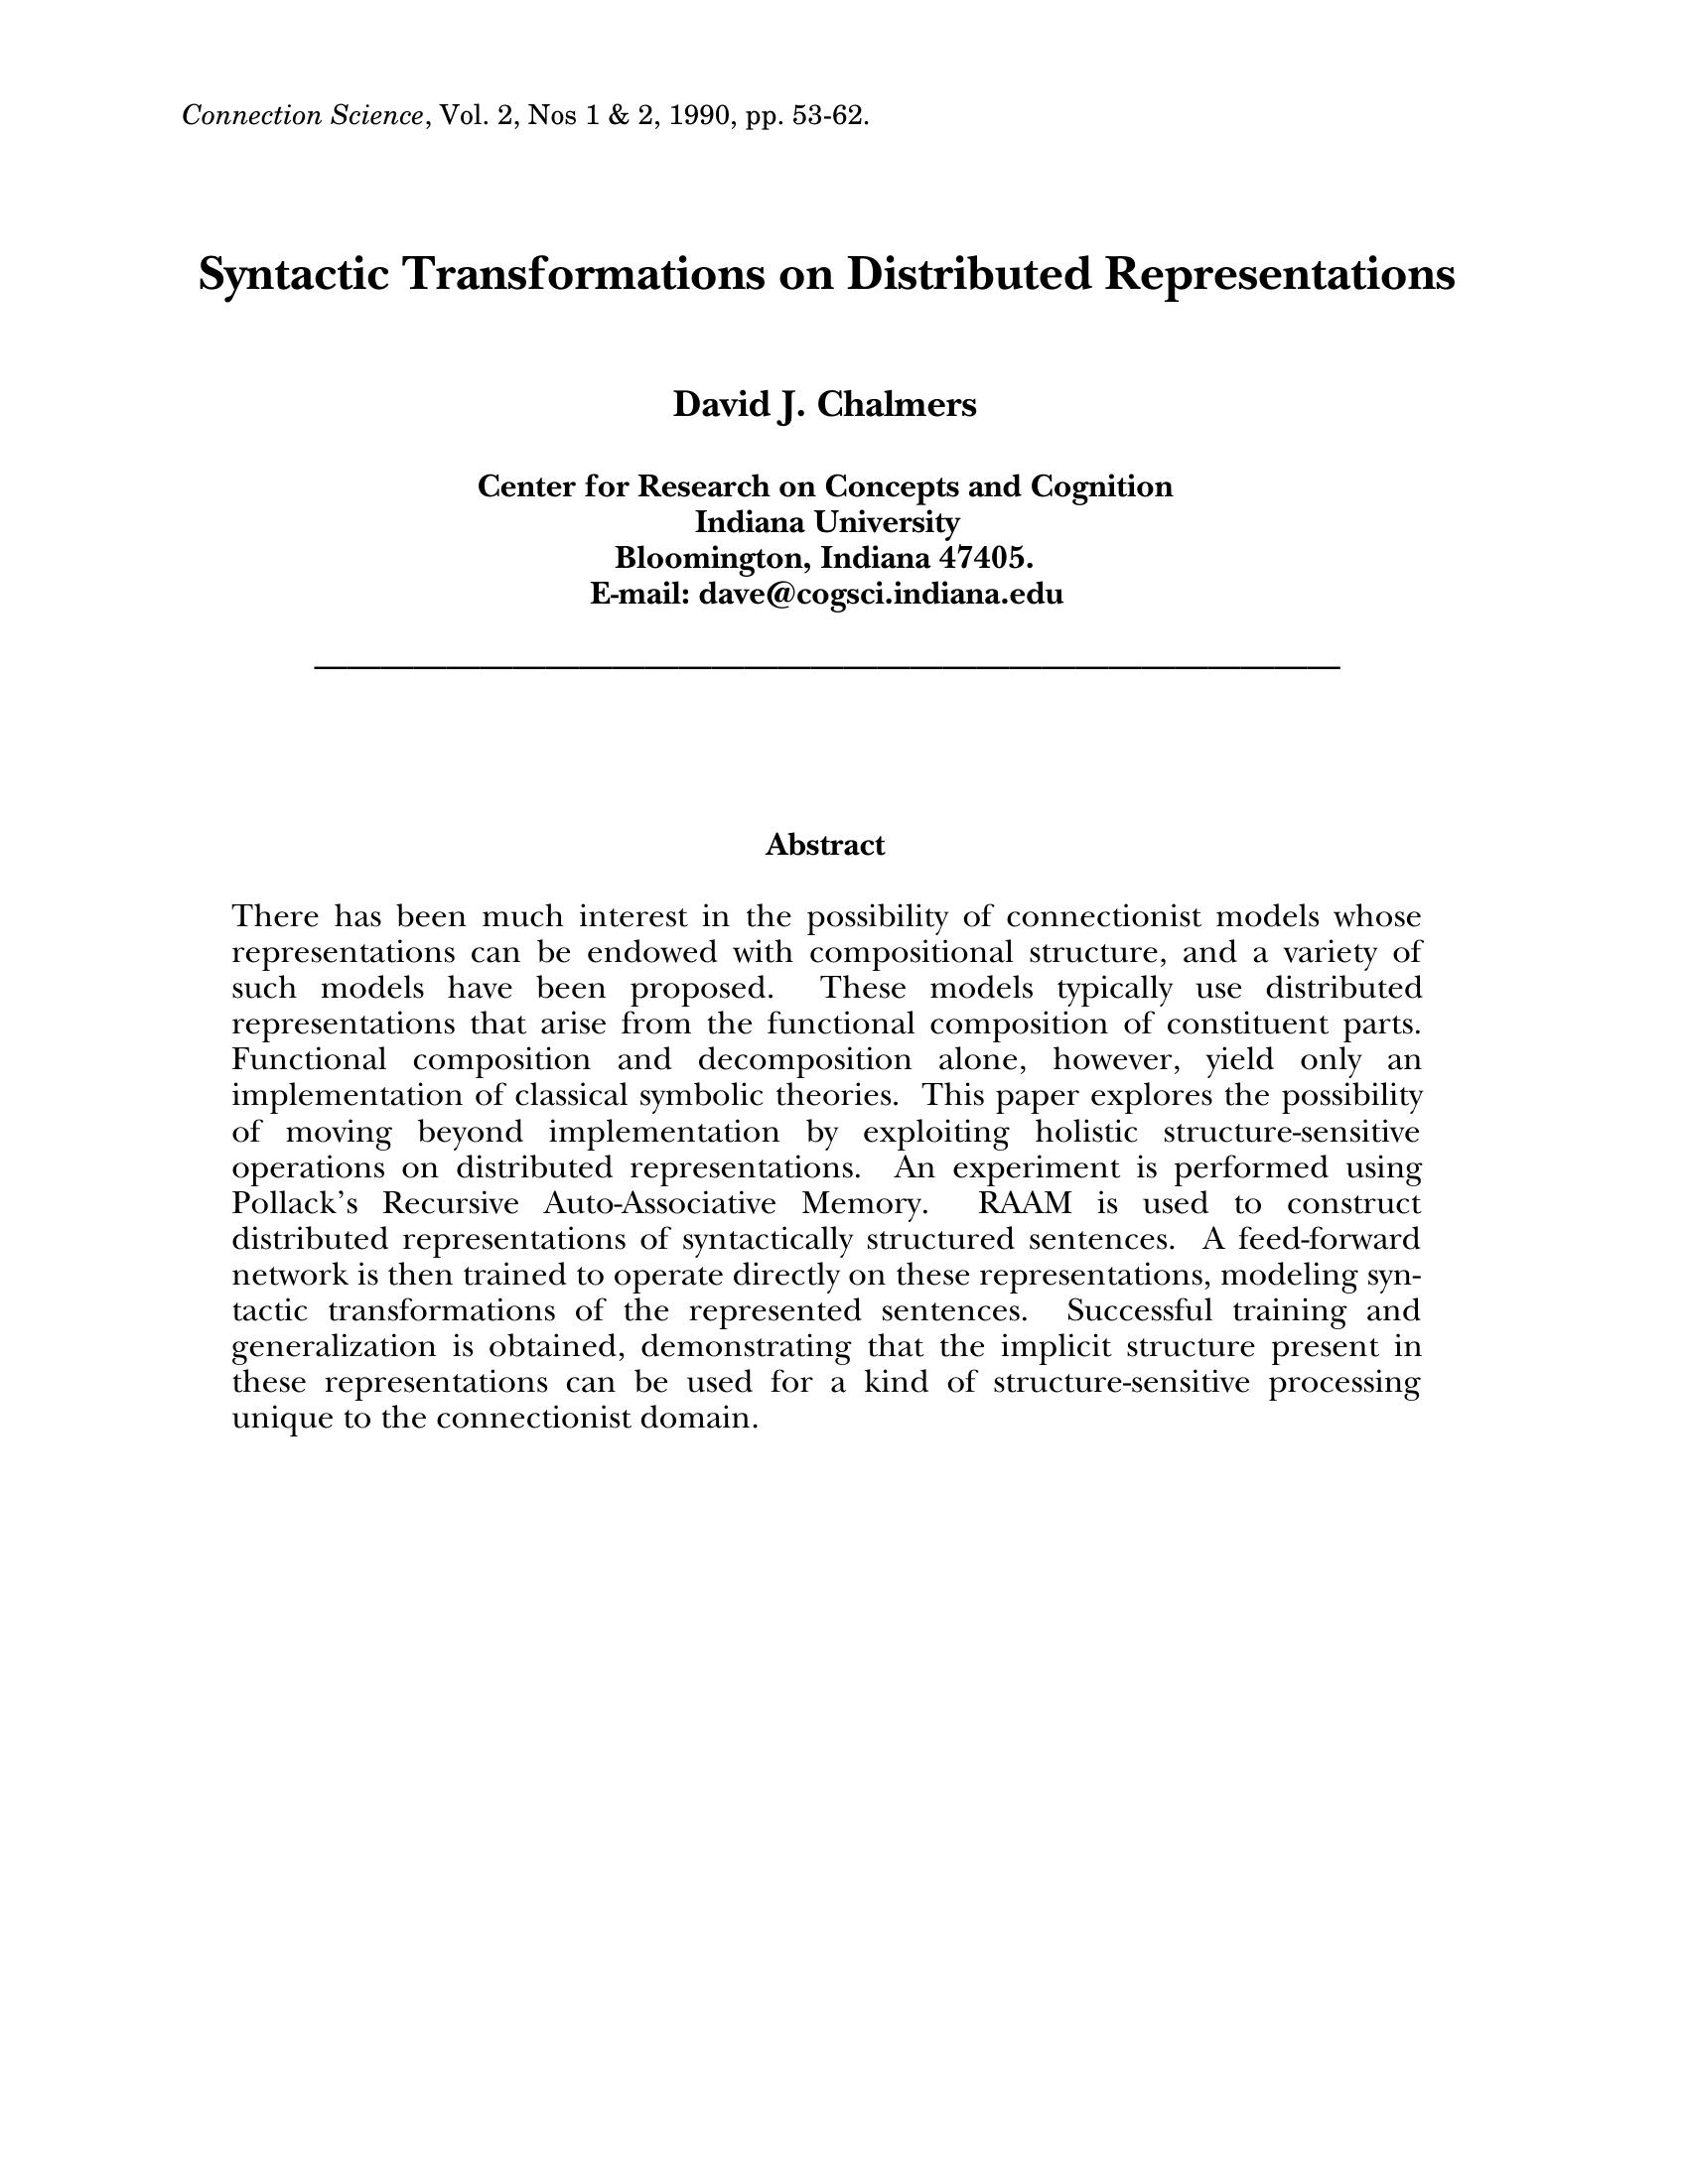 Connection Science, Vol. 2, Nos 1 & 2, 1990, pp. 53-62.
Syntactic Transformations on Distributed Representations
David J. Chalmers
Center for Research on Concepts and Cognition
Indiana University
Bloomington, Indiana 47405.
E-mail: dave@cogsci.indiana.edu
Abstract
There has been much interest in the possibility of connectionist models whose
representations can be endowed with compositional structure, and a variety of
such models have been proposed. These models typically use distributed
representations that arise from the functional composition of constituent parts.
Functional composition and decomposition alone, however, yield only an
implementation of classical symbolic theories. This paper explores the possibility
of moving beyond implementation by exploiting holistic structure-sensitive
operations on distributed representations. An experiment is performed using
Pollack's Recursive Auto-Associative Memory. RAAM is used to construct
distributed representations of syntactically structured sentences. A feed-forward
network is then trained to operate directly on these representations, modeling syn-
tactic transformations of the represented sentences. Successful training and
generalization is obtained, demonstrating that the implicit structure present in
these representations can be used for a kind of structure-sensitive processing
unique to the connectionist domain.